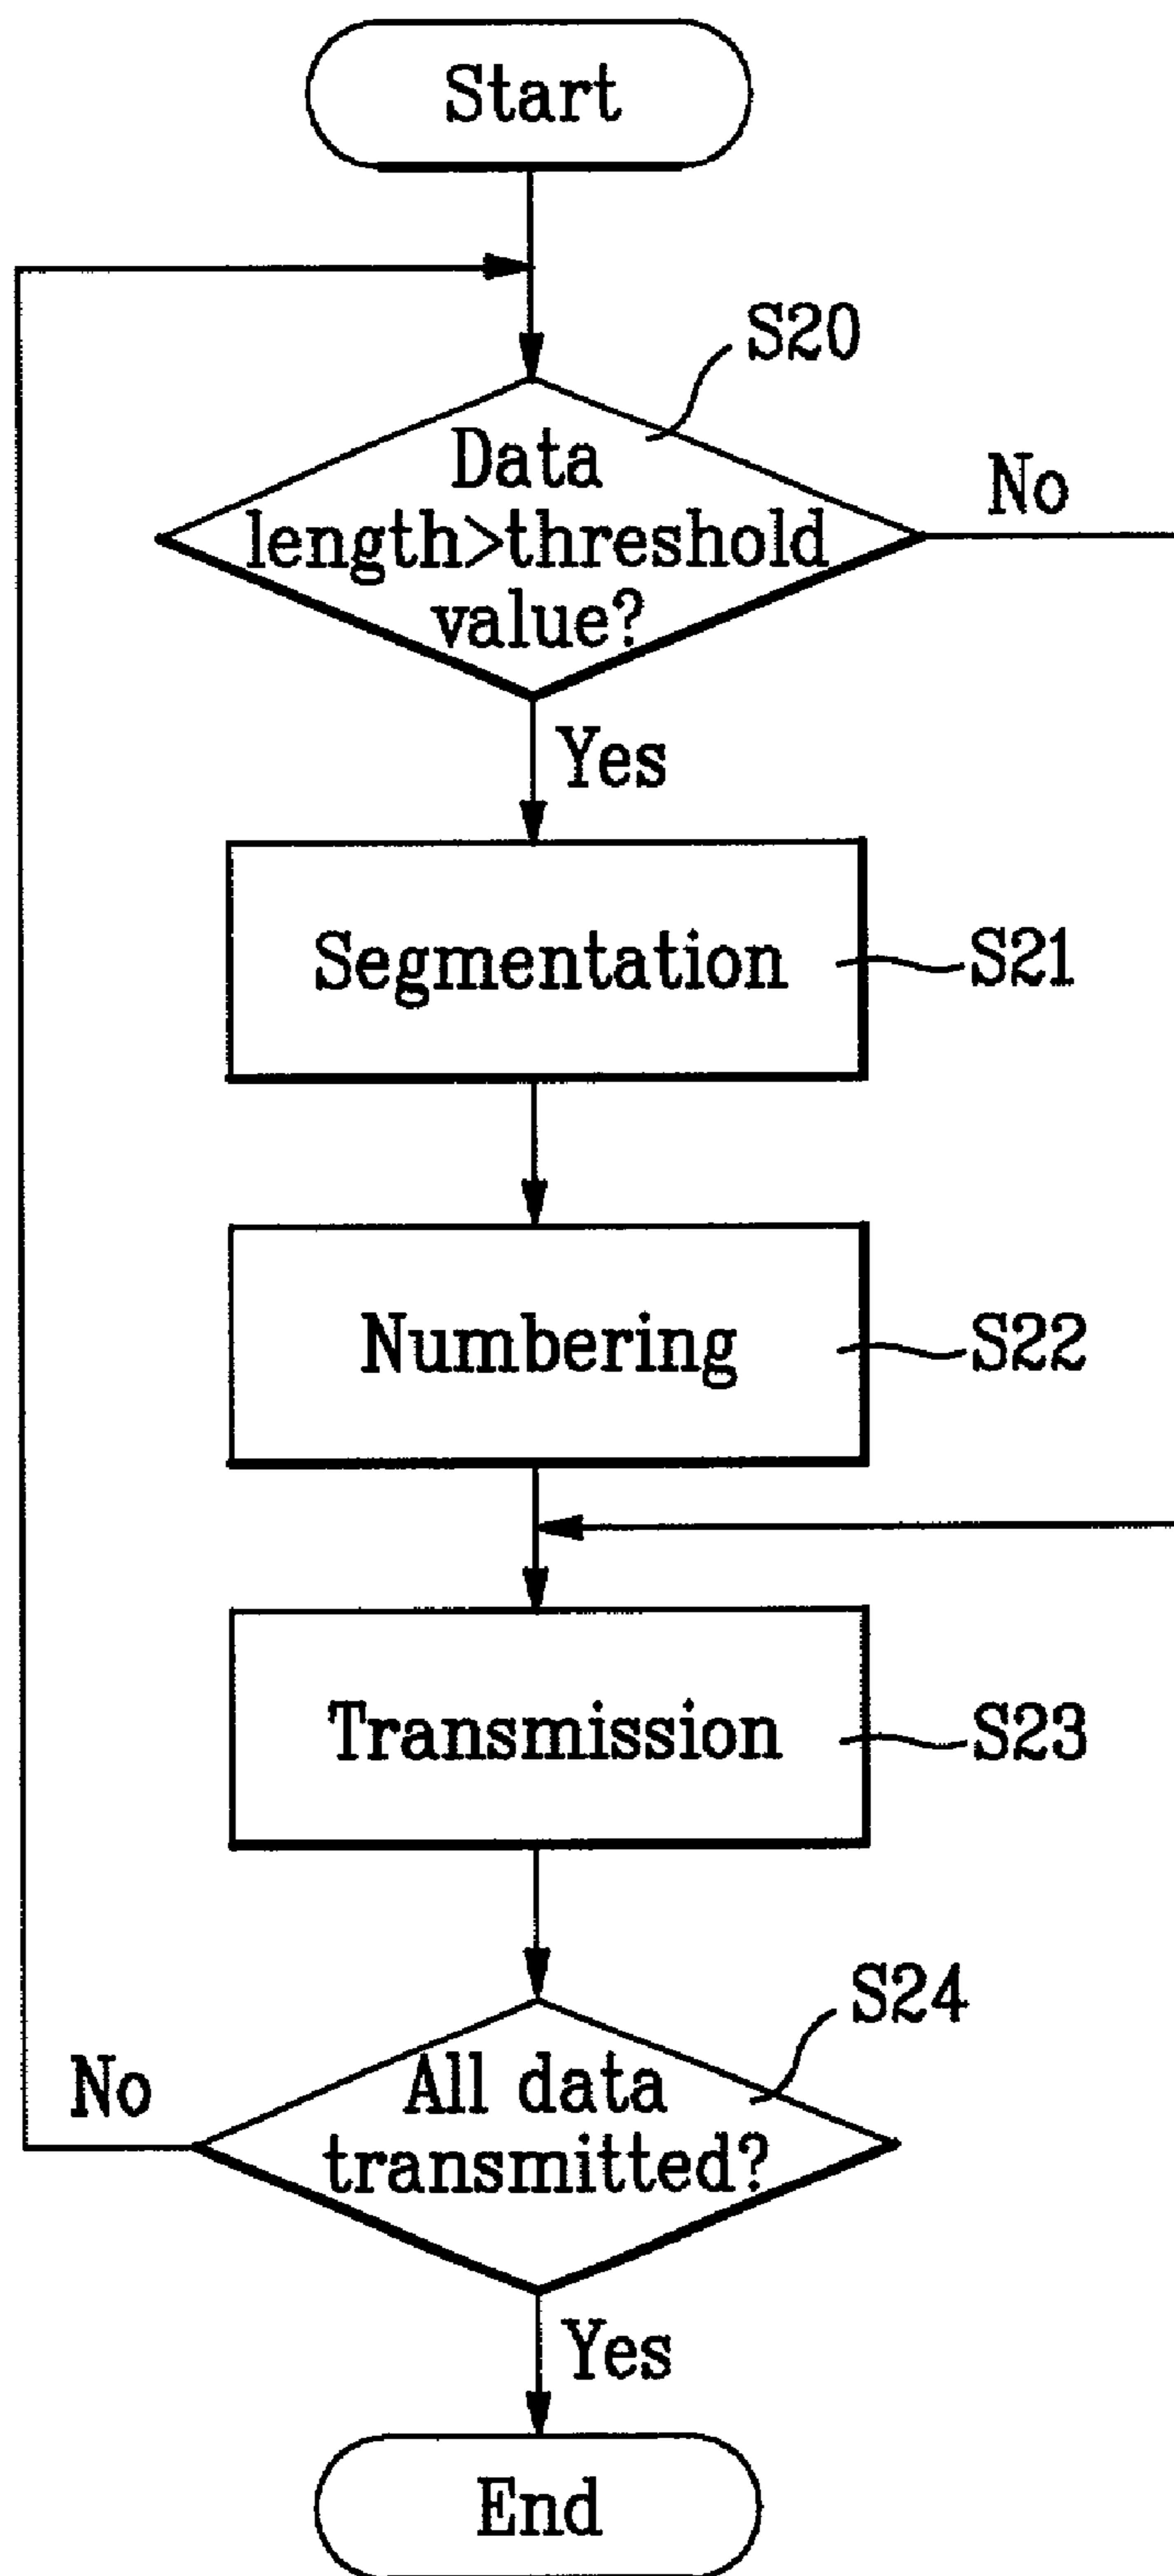 Start
S20
Data
length>threshold
value?
No
Yes
Segmentation
S21
Numbering
S22
Transmission
S23
S24
No
All data
transmitted?
Yes
End